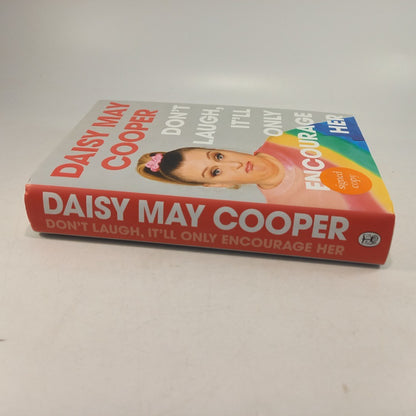 DAISY MAY
COOPER
DON'T
LAUGH,
IT'LL
ONLY
ENCOURAGE
HER
signed
copy
DAISY MAY COOPER
DON'T LAUGH, IT'LL ONLY ENCOURAGE HER